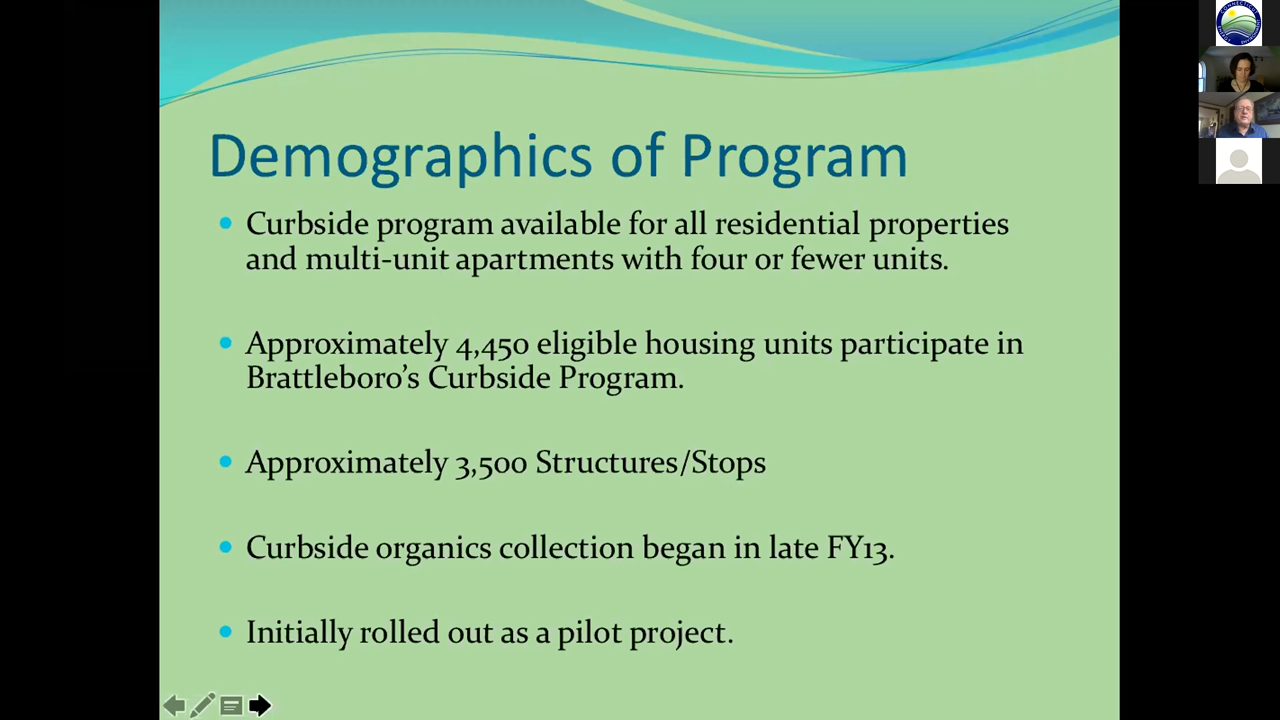 Demographics of Program
Curbside program available for all residential properties
and multi-unit apartments with four or fewer units.
Approximately 4,450 eligible housing units participate in
Brattleboro’s Curbside Program.
Approximately 3,500 Structures/Stops
Curbside organics collection began in late FY13.
Initially rolled out as a pilot project.